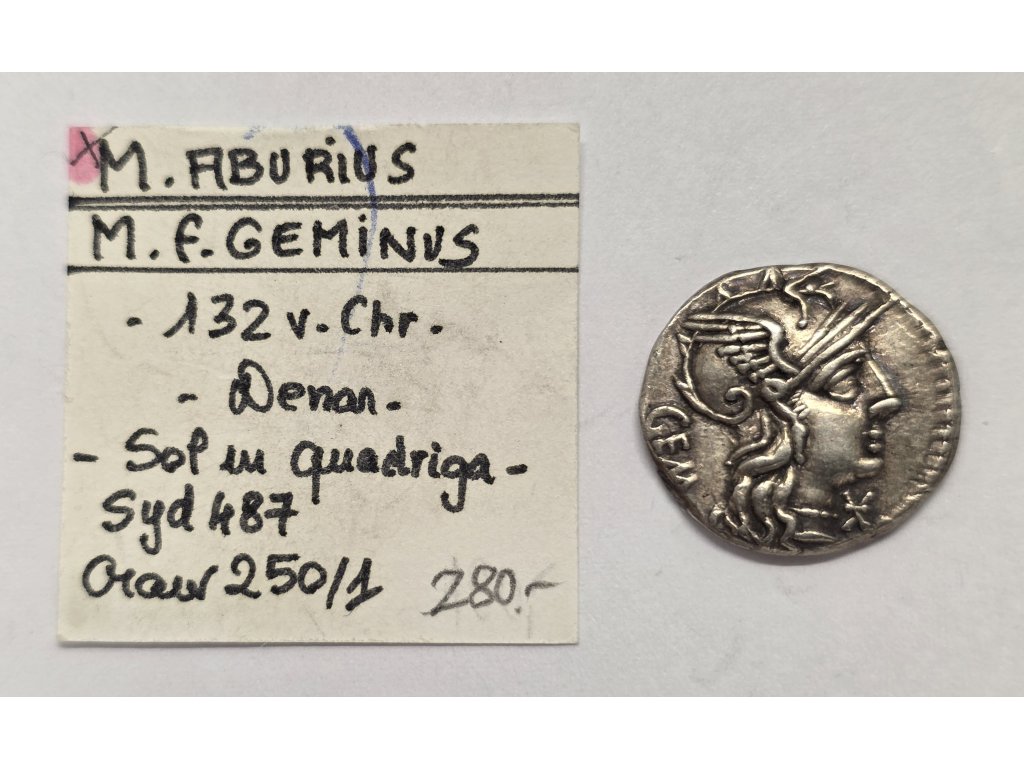 M. ABURIUS
M. f. GEMINUS
- 132 v. Chr. -
- Denar -
- Sol in Quadriga -
Syd 487
Craw 250/1
280.-
GEM